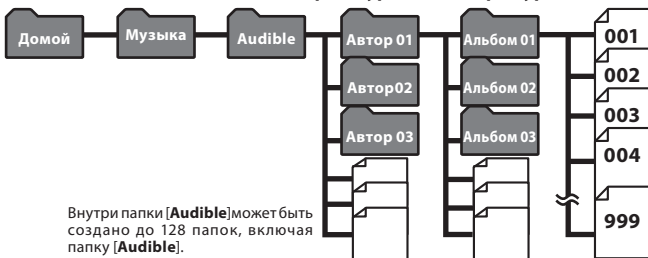 Домой Музыка Audible Автор 01 Альбом 01 001
Автор02 Альбом 02 002
003
Автор 03 Альбом 03
004
999
Внутри папки [Audible]может быть
создано до 128 папок, включая
папку [Audible].